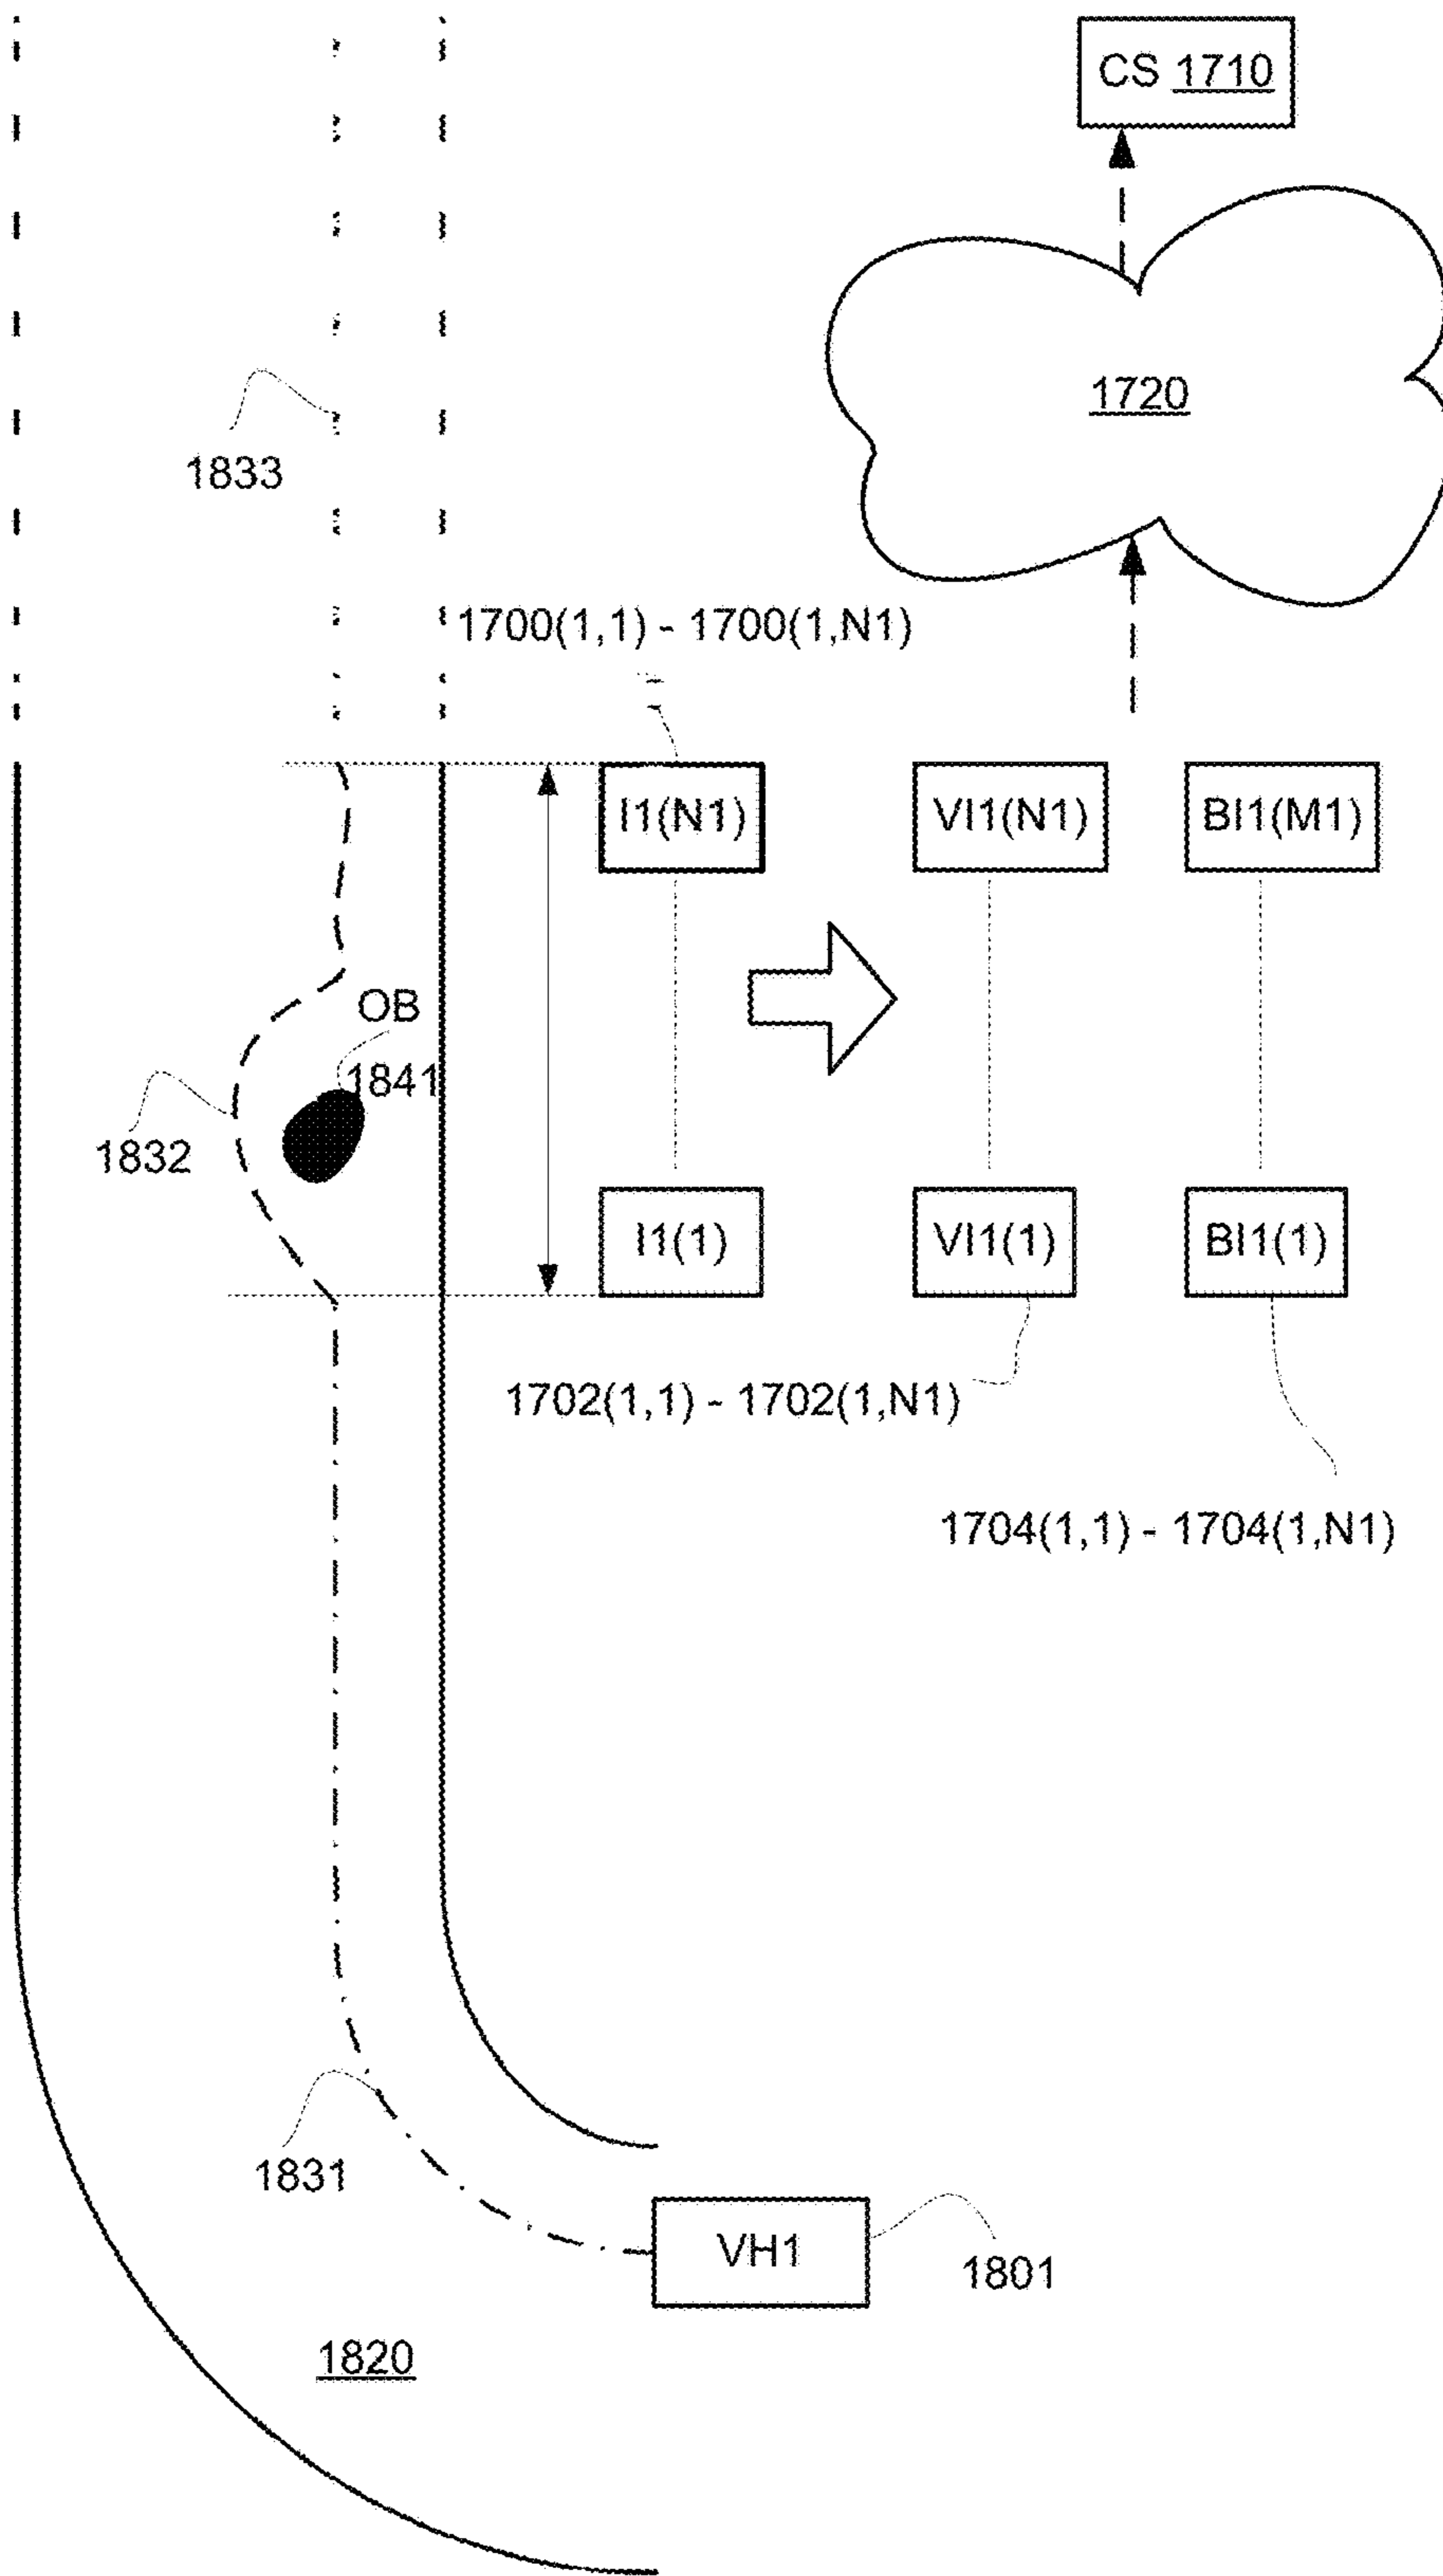 CS 1710
1720
1833
1700(1,1) - 1700(1,N1)
I1(N1)
VI1(N1)
BI1(M1)
OB
1841
1832
I1(1)
VI1(1)
BI1(1)
1702(1,1) - 1702(1,N1)
1704(1,1) - 1704(1,N1)
1831
VH1
1801
1820